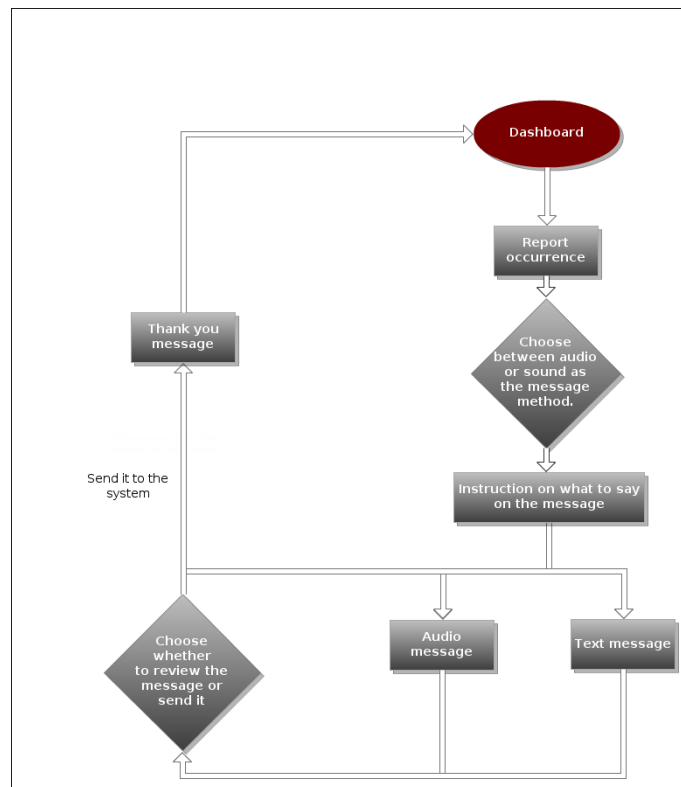 Dashboard
Report
occurrence
Choose
between audio
or sound as
the message
method.
Instruction on what to say
on the message
Audio
message
Text message
Choose
whether
to review the
message or
send it
Send it to the
system
Thank you
message